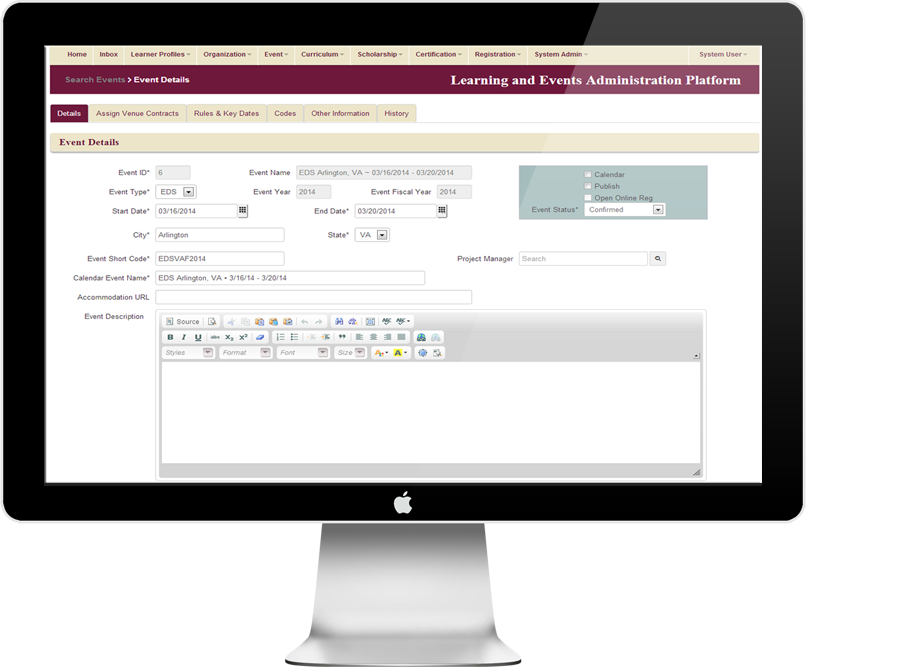 Home Inbox Learner Profiles Organization Event Curriculum Scholarship Certification Registration System Admin System User
Search Events > Event Details Learning and Events Administration Platform
Details Assign Venue Contracts Rules & Key Dates Codes Other Information History
Event Details
Event ID* 6 Event Name EDS Arlington, VA ~ 03/16/2014 - 03/20/2014 Calendar
Event Type* EDS Event Year 2014 Event Fiscal Year 2014 Publish
Open Online Reg
Start Date* 03/16/2014 End Date* 03/20/2014 Event Status* Confirmed
City* Arlington State* VA
Event Short Code* EDSVAF2014 Project Manager Search
Calendar Event Name* EDS Arlington, VA • 3/16/14 - 3/20/14
Accommodation URL
Event Description
Source ABC ABC
B I U abc X₂ X²
Styles Format Font Size A A